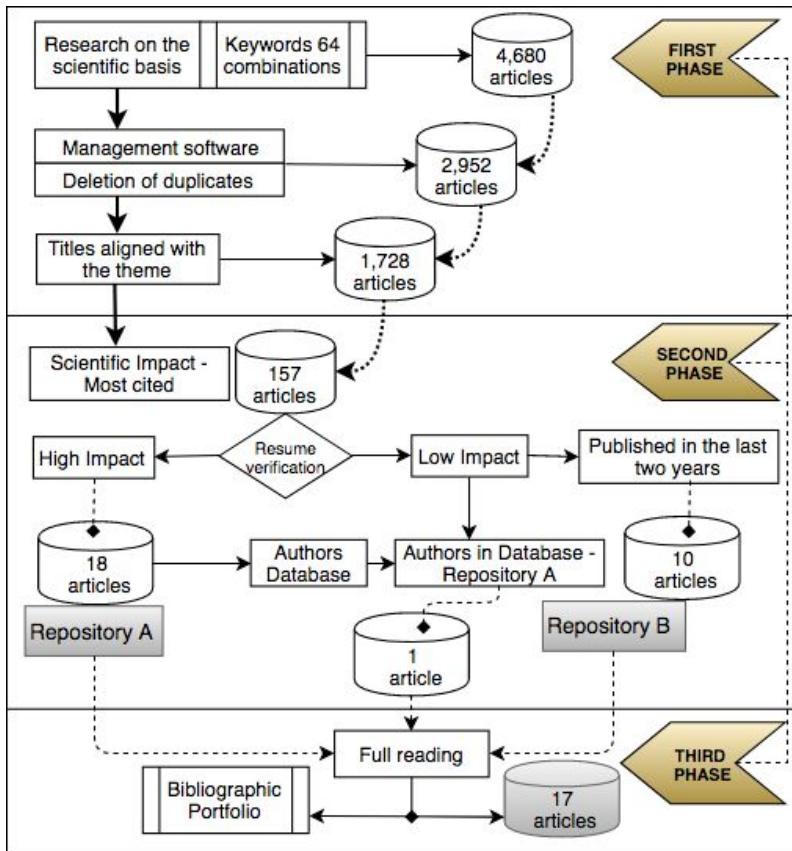 Research on the
scientific basis
Keywords 64
combinations
4,680
articles
FIRST
PHASE
Management software
Deletion of duplicates
2,952
articles
Titles aligned with
the theme
1,728
articles
Scientific Impact -
Most cited
157
articles
SECOND
PHASE
High Impact
Resume
verification
Low Impact
Published in the last
two years
18
articles
Authors
Database
Authors in Database -
Repository A
10
articles
Repository A
1
article
Repository B
Full reading
THIRD
PHASE
Bibliographic
Portfolio
17
articles